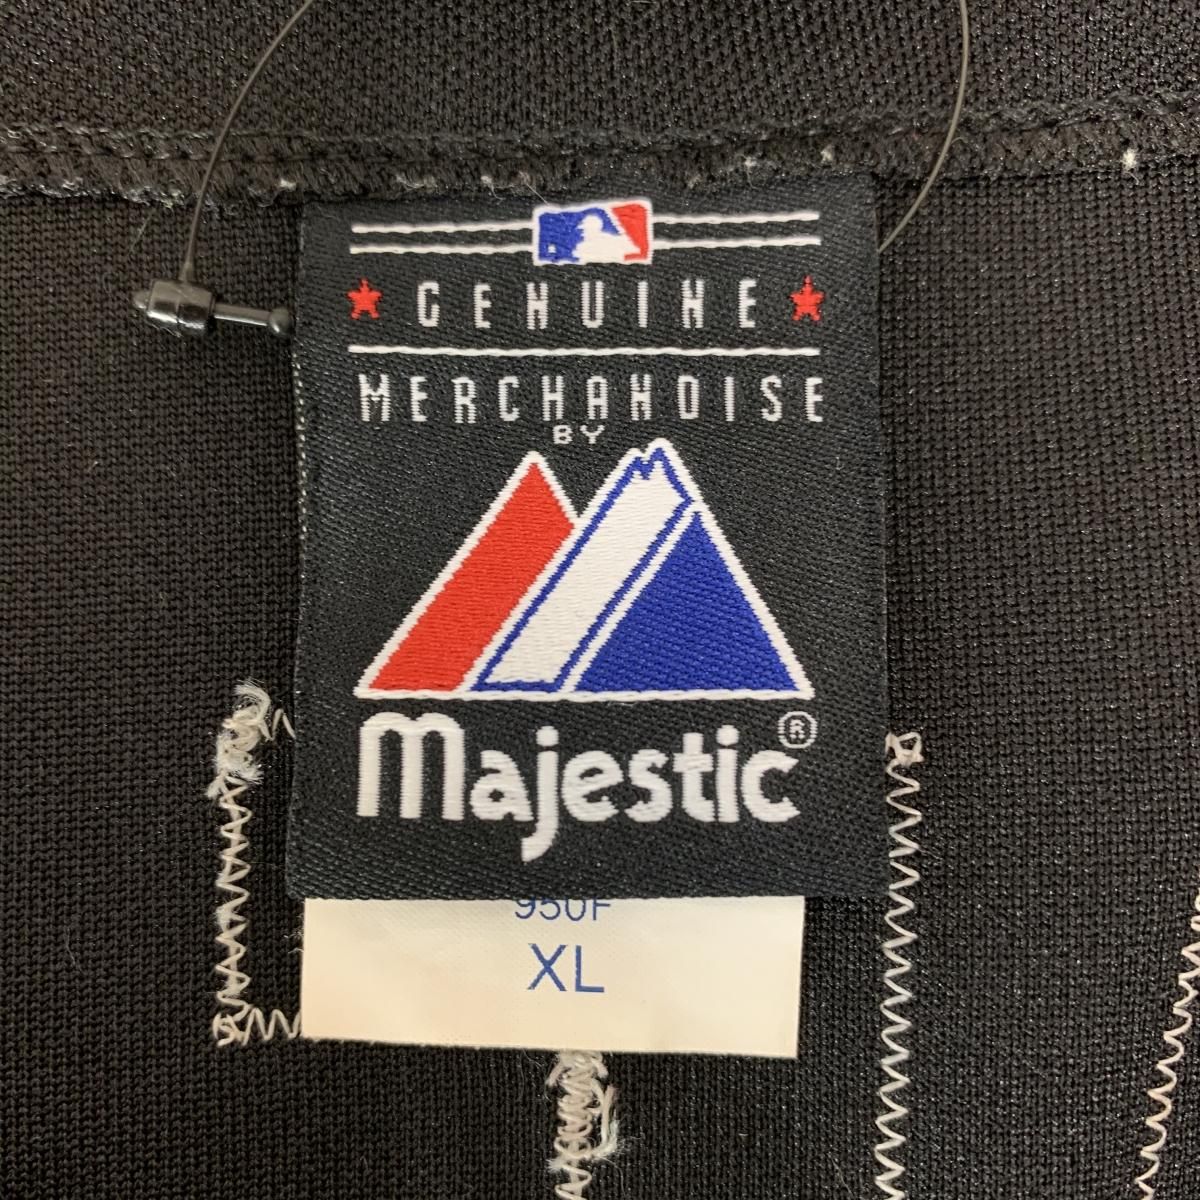 GENUINE
MERCHANDISE
BY
Majestic®
950F
XL